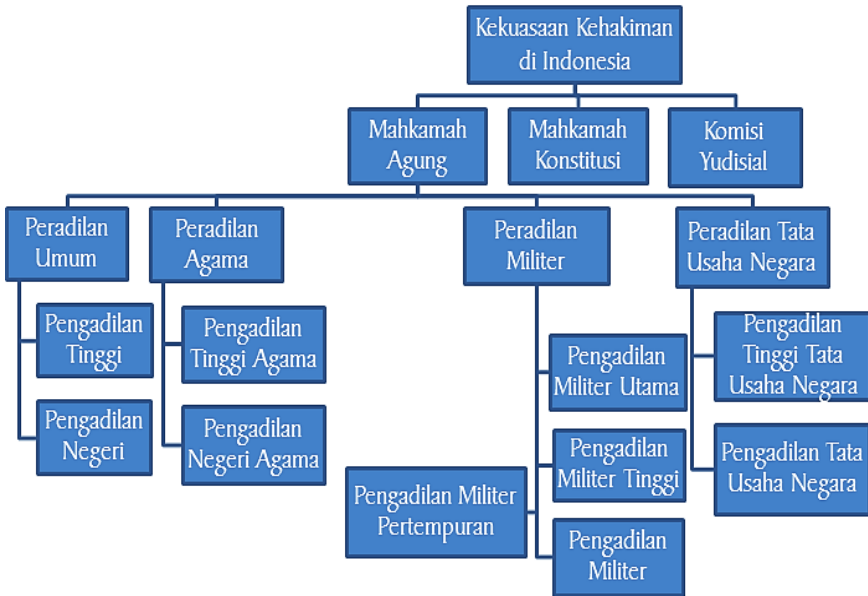 Kekuasaan Kehakiman
di Indonesia
Mahkamah
Agung
Mahkamah
Konstitusi
Komisi
Yudisial
Peradilan
Umum
Peradilan
Agama
Peradilan
Militer
Peradilan Tata
Usaha Negara
Pengadilan
Tinggi
Pengadilan
Negeri
Pengadilan
Tinggi Agama
Pengadilan
Negeri Agama
Pengadilan
Militer Utama
Pengadilan
Militer Tinggi
Pengadilan Militer
Pertempuran
Pengadilan
Militer
Pengadilan
Tinggi Tata
Usaha Negara
Pengadilan Tata
Usaha Negara